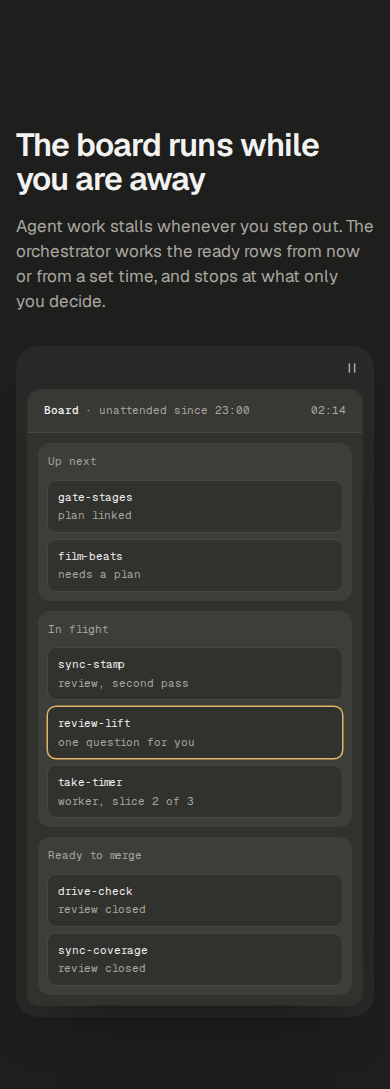 The board runs while
you are away
Agent work stalls whenever you step out. The
orchestrator works the ready rows from now
or from a set time, and stops at what only
you decide.
Board · unattended since 23:00 02:14
Up next
gate-stages
plan linked
film-beats
needs a plan
In flight
sync-stamp
review, second pass
review-lift
one question for you
take-timer
worker, slice 2 of 3
Ready to merge
drive-check
review closed
sync-coverage
review closed